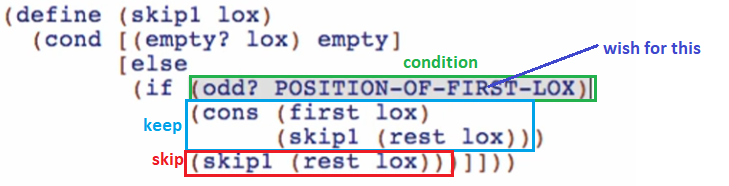 (define (skip1 lox)
(cond [(empty? lox) empty]
[else
condition
wish for this
(if (odd? POSITION-OF-FIRST-LOX)
keep
(cons (first lox)
(skip1 (rest lox)))
skip
(skip1 (rest lox)))]]))